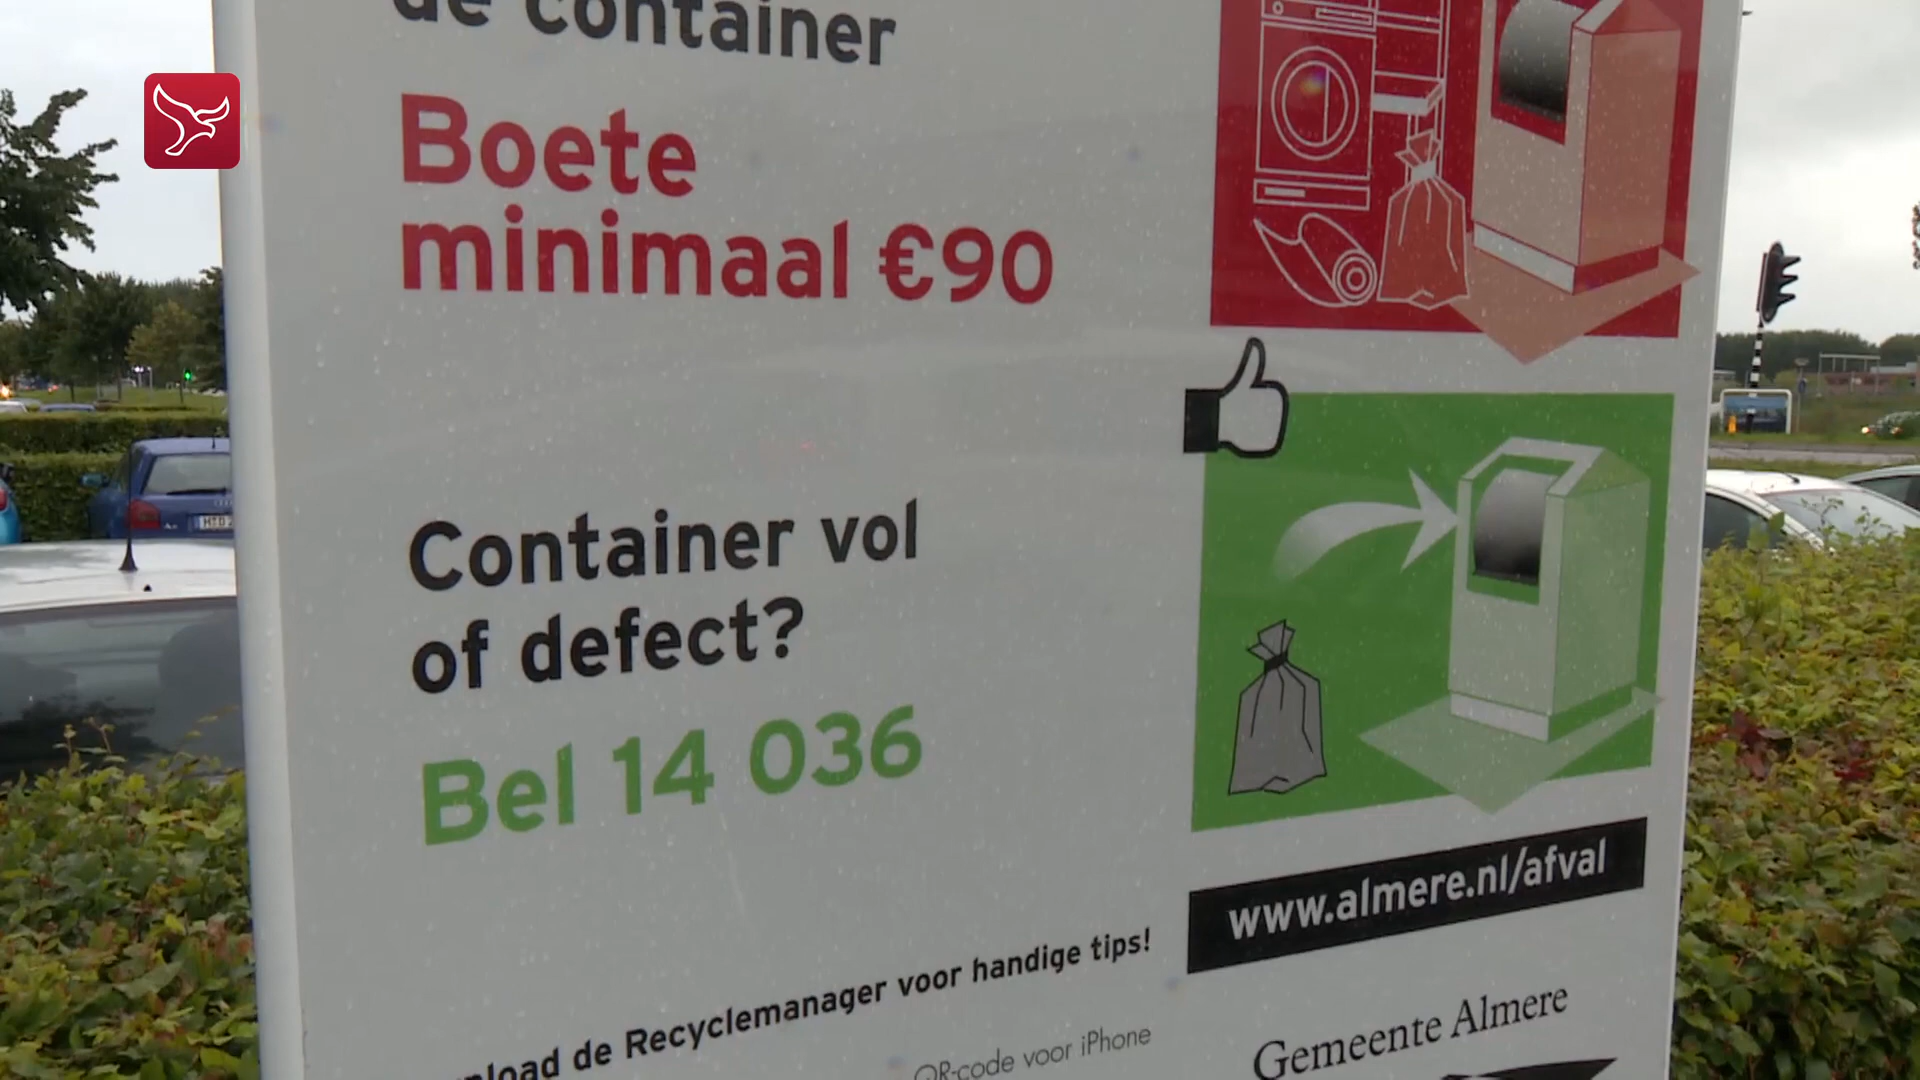 de container
Boete
minimaal €90
Container vol
of defect?
Bel 14 036
www.almere.nl/afval
de Recyclemanager voor handige tips!
QR-code voor iPhone
Gemeente Almere